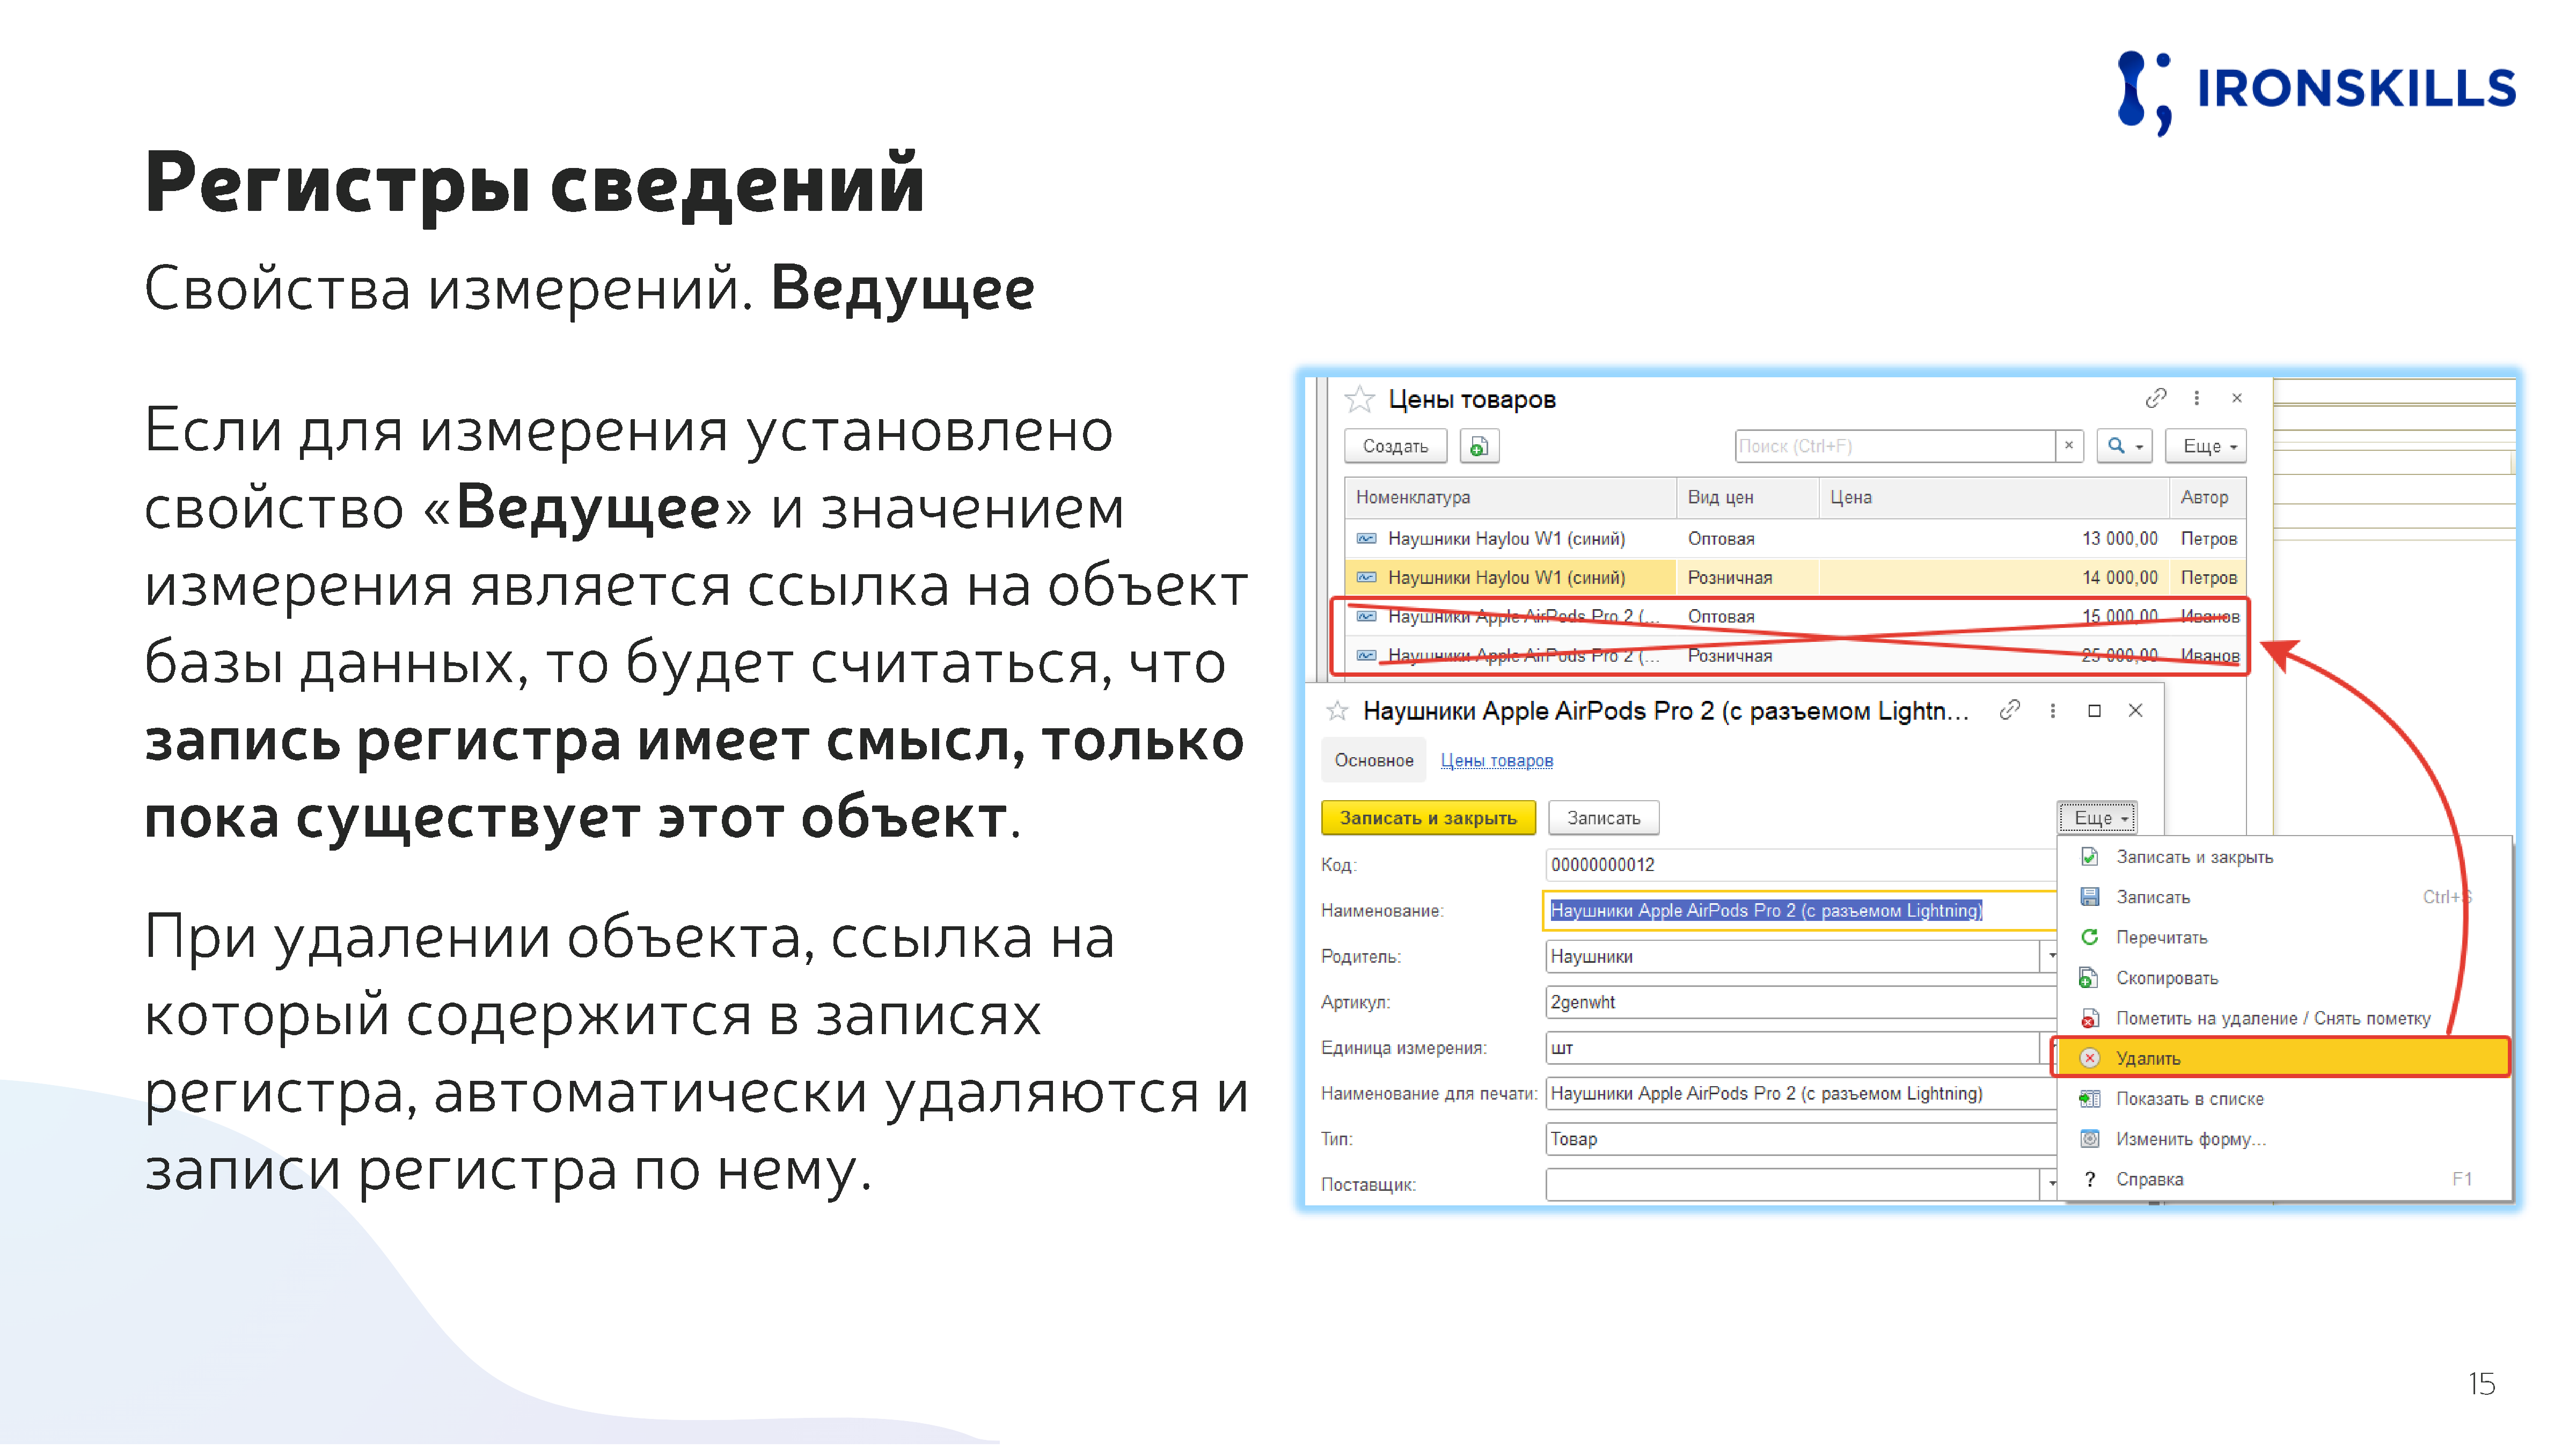 IRONSKILLS
Регистры сведений
Свойства измерений. Ведущее
Если для измерения установлено
свойство «Ведущее» и значением
измерения является ссылка на объект
базы данных, то будет считаться, что
запись регистра имеет смысл, только
пока существует этот объект.
При удалении объекта, ссылка на
который содержится в записях
регистра, автоматически удаляются и
записи регистра по нему.
Цены товаров
Создать Поиск (Ctrl+F) Еще
Номенклатура Вид цен Цена Автор
Наушники Haylou W1 (синий) Оптовая 13 000,00 Петров
Наушники Haylou W1 (синий) Розничная 14 000,00 Петров
Наушники Apple AirPods Pro 2 (... Оптовая 15 000,00 Иванов
Наушники Apple AirPods Pro 2 (... Розничная 25 000,00 Иванов
Наушники Apple AirPods Pro 2 (с разъемом Lightn...
Основное Цены товаров
Записать и закрыть Записать Еще
Код: 00000000012
Наименование: Наушники Apple AirPods Pro 2 (с разъемом Lightning)
Родитель: Наушники
Артикул: 2genwht
Единица измерения: шт
Наименование для печати: Наушники Apple AirPods Pro 2 (с разъемом Lightning)
Тип: Товар
Поставщик:
Записать и закрыть
Записать Ctrl+S
Перечитать
Скопировать
Пометить на удаление / Снять пометку
Удалить
Показать в списке
Изменить форму...
? Справка F1
15